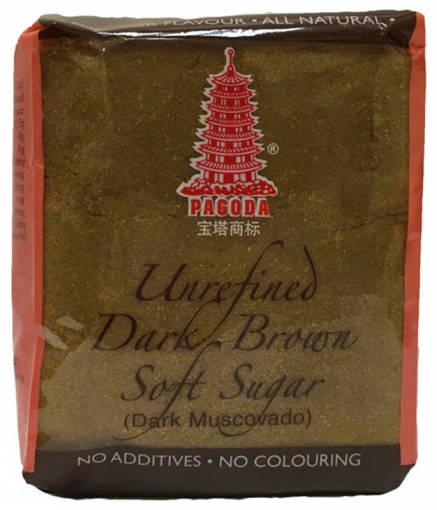 FLAVOUR • ALL NATURAL •
®
PAGODA
宝塔商标
Unrefined
Dark Brown
Soft Sugar
(Dark Muscovado)
NO ADDITIVES • NO COLOURING